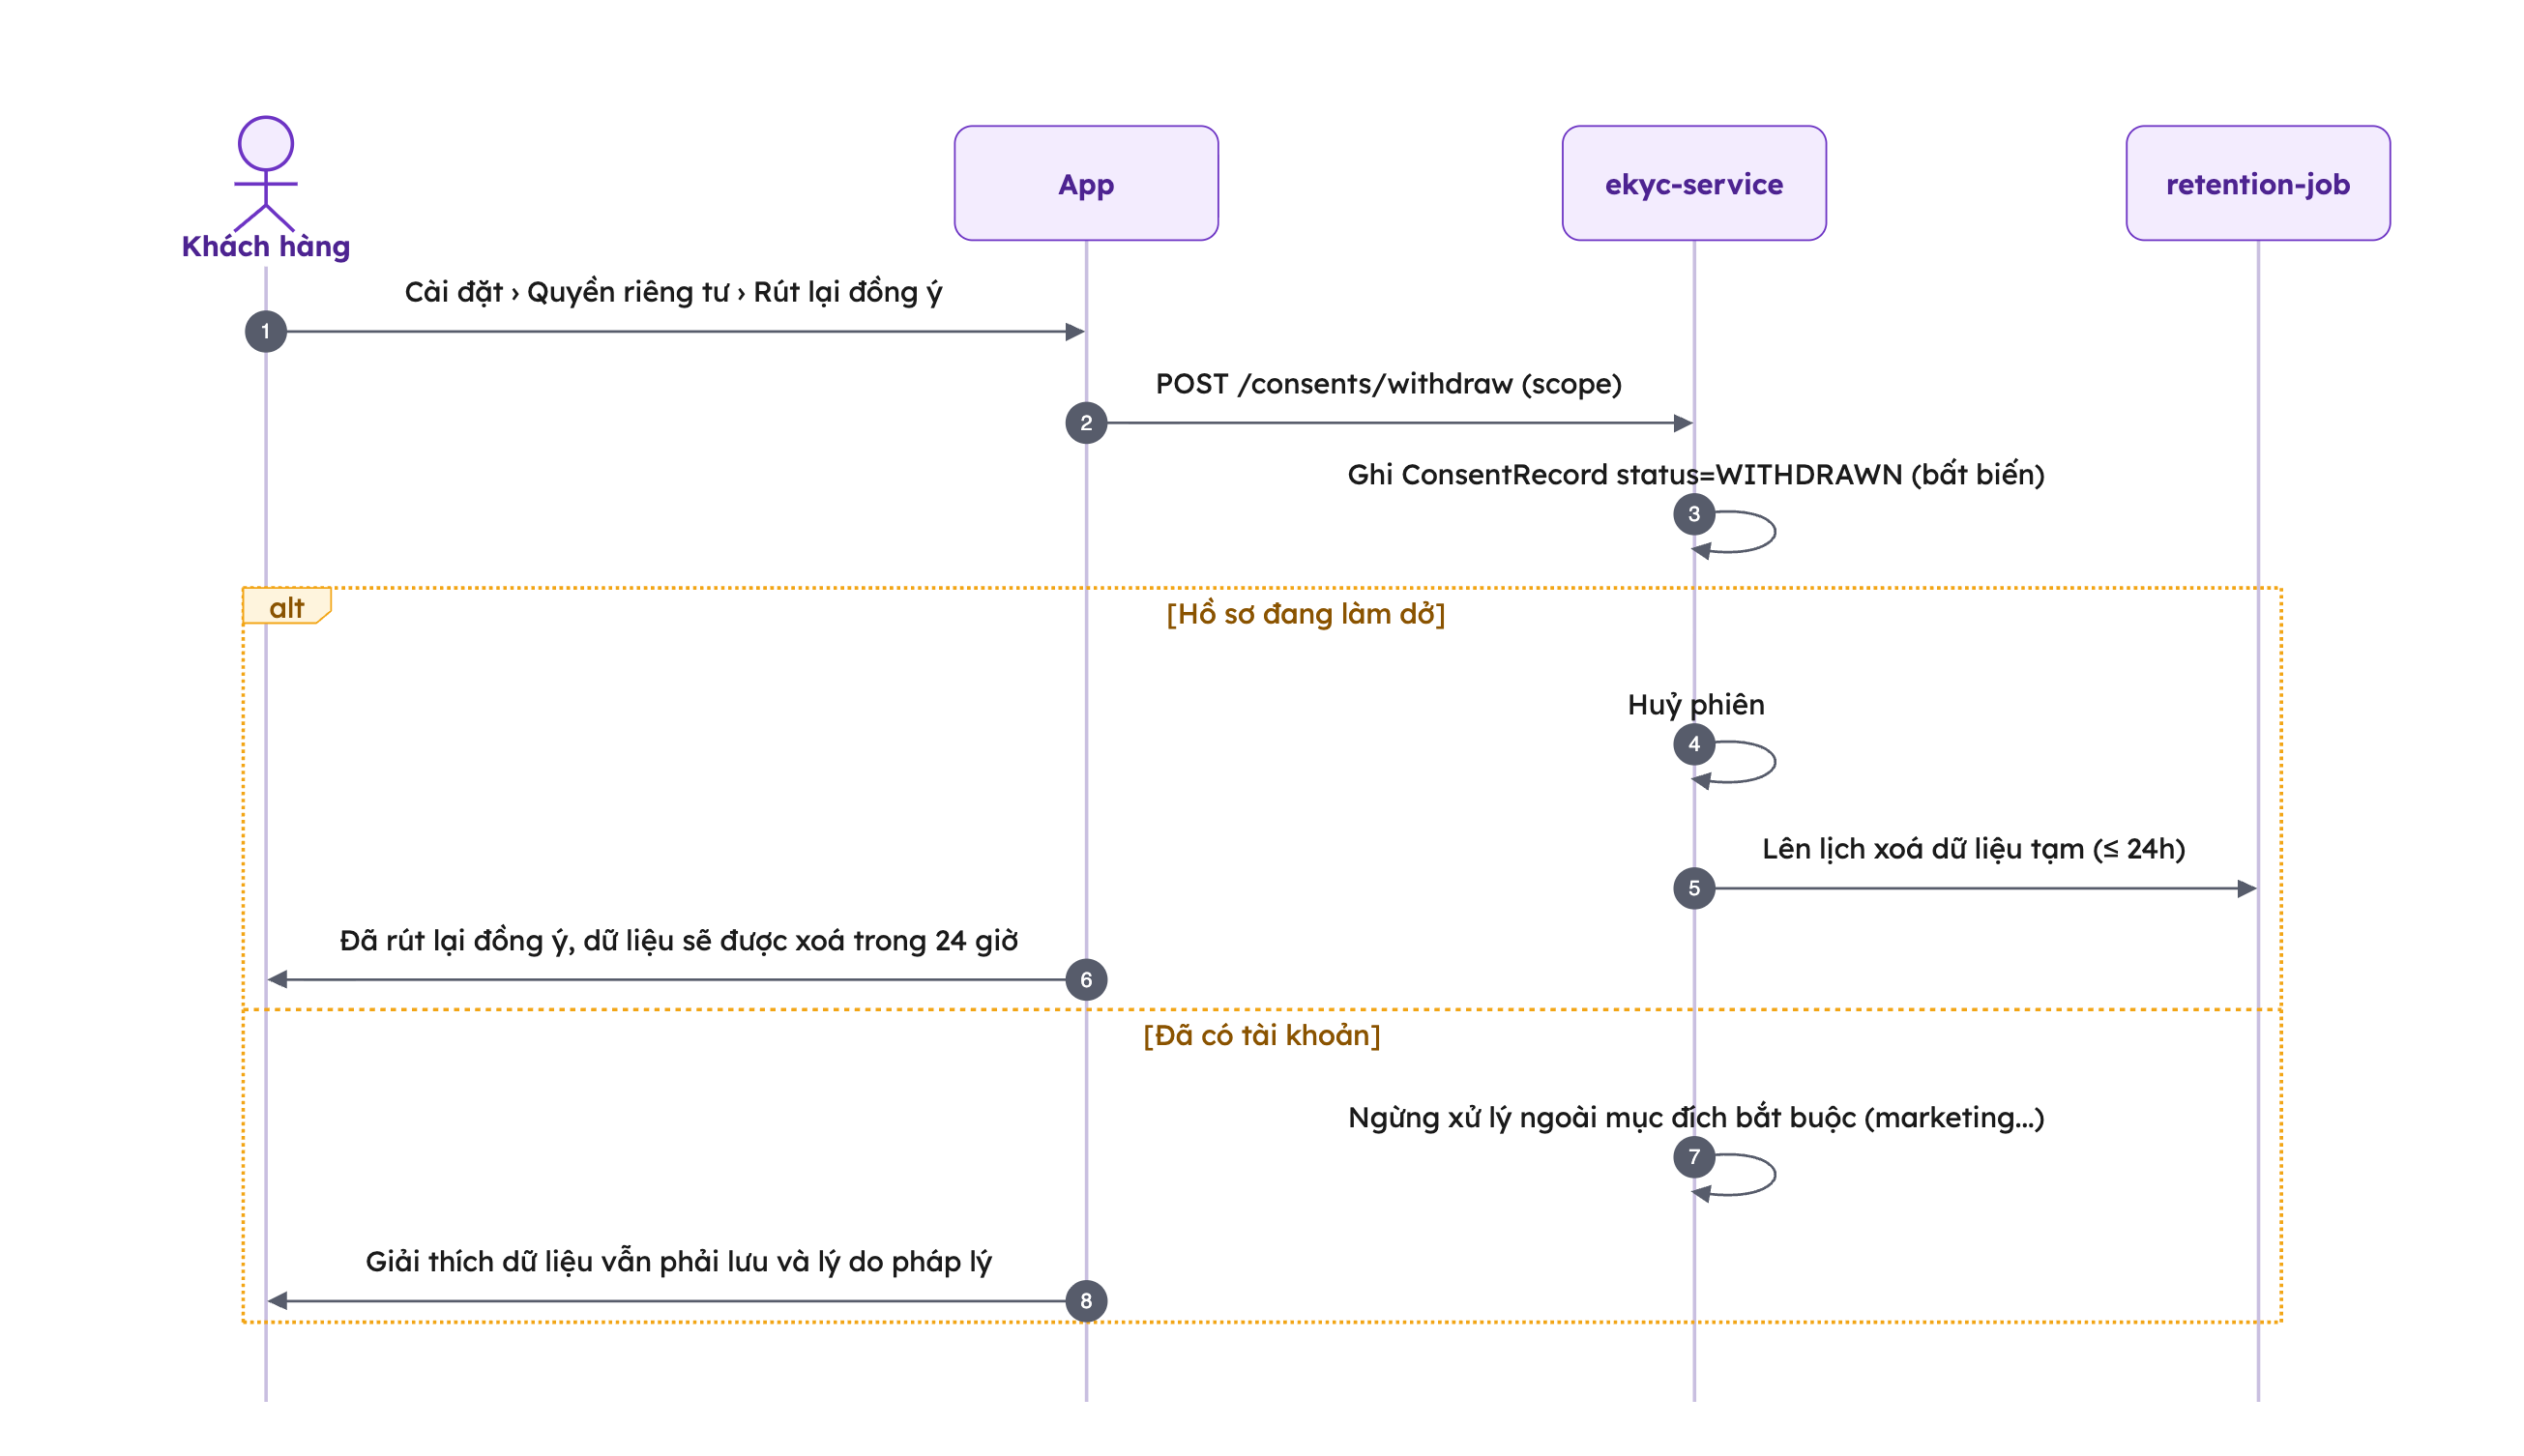 Khách hàng
App
ekyc-service
retention-job
Cài đặt › Quyền riêng tư › Rút lại đồng ý
1
POST /consents/withdraw (scope)
2
Ghi ConsentRecord status=WITHDRAWN (bất biến)
3
alt
[Hồ sơ đang làm dở]
Huỷ phiên
4
Lên lịch xoá dữ liệu tạm (≤ 24h)
5
Đã rút lại đồng ý, dữ liệu sẽ được xoá trong 24 giờ
6
[Đã có tài khoản]
Ngừng xử lý ngoài mục đích bắt buộc (marketing...)
7
Giải thích dữ liệu vẫn phải lưu và lý do pháp lý
8